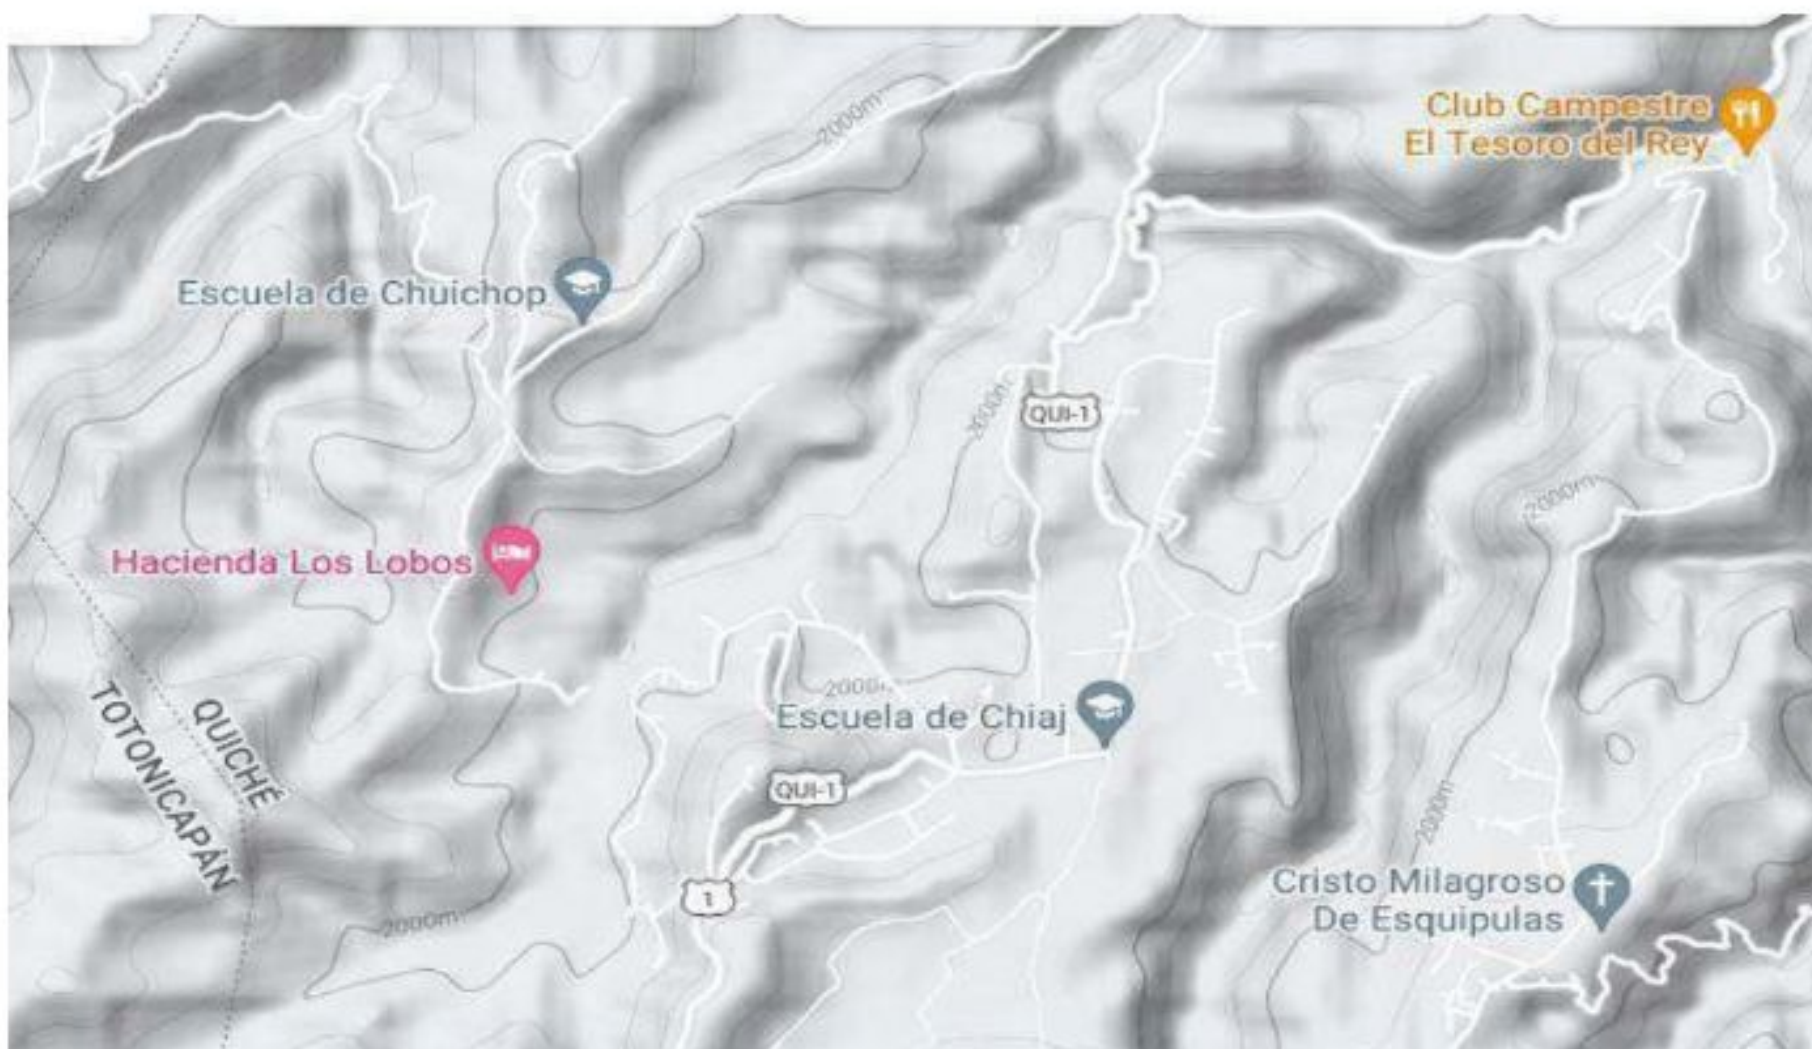 Club Campestre
El Tesoro del Rey
2000m
Escuela de Chuichop
QUI-1
2000m
2000m
Hacienda Los Lobos
2000m
Escuela de Chiaj
QUICHÉ
TOTONICAPÁN
QUI-1
2000m
1
Cristo Milagroso
De Esquipulas
2000m